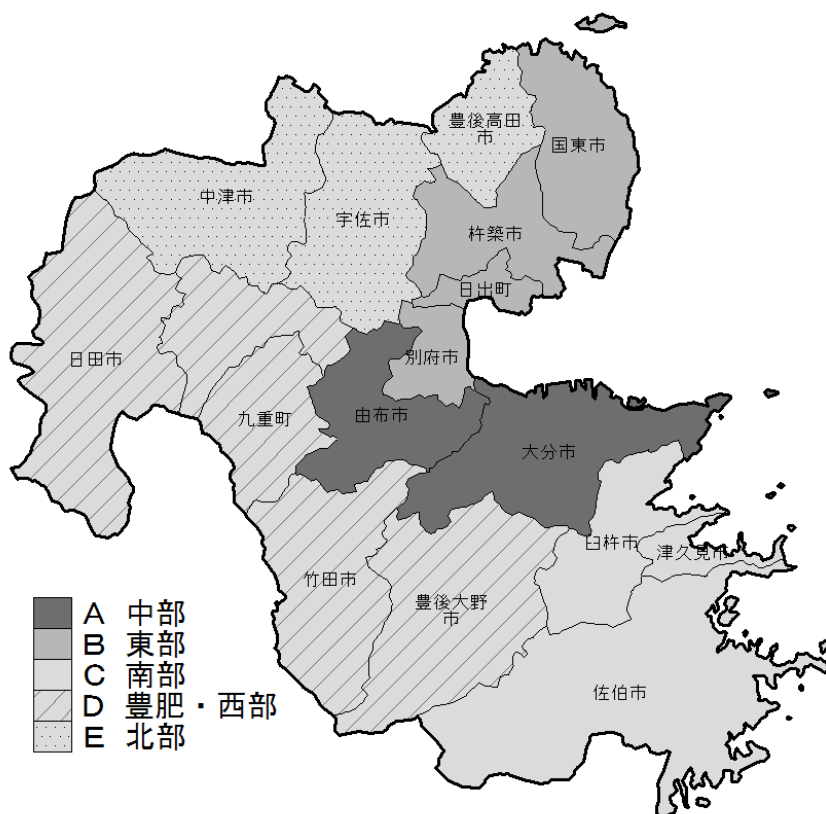 豊後高田
市
国東市
中津市
宇佐市
杵築市
日出町
日田市
別府市
九重町
由布市
大分市
臼杵市
津久見市
竹田市
豊後大野
市
佐伯市
A 中部
B 東部
C 南部
D 豊肥・西部
E 北部